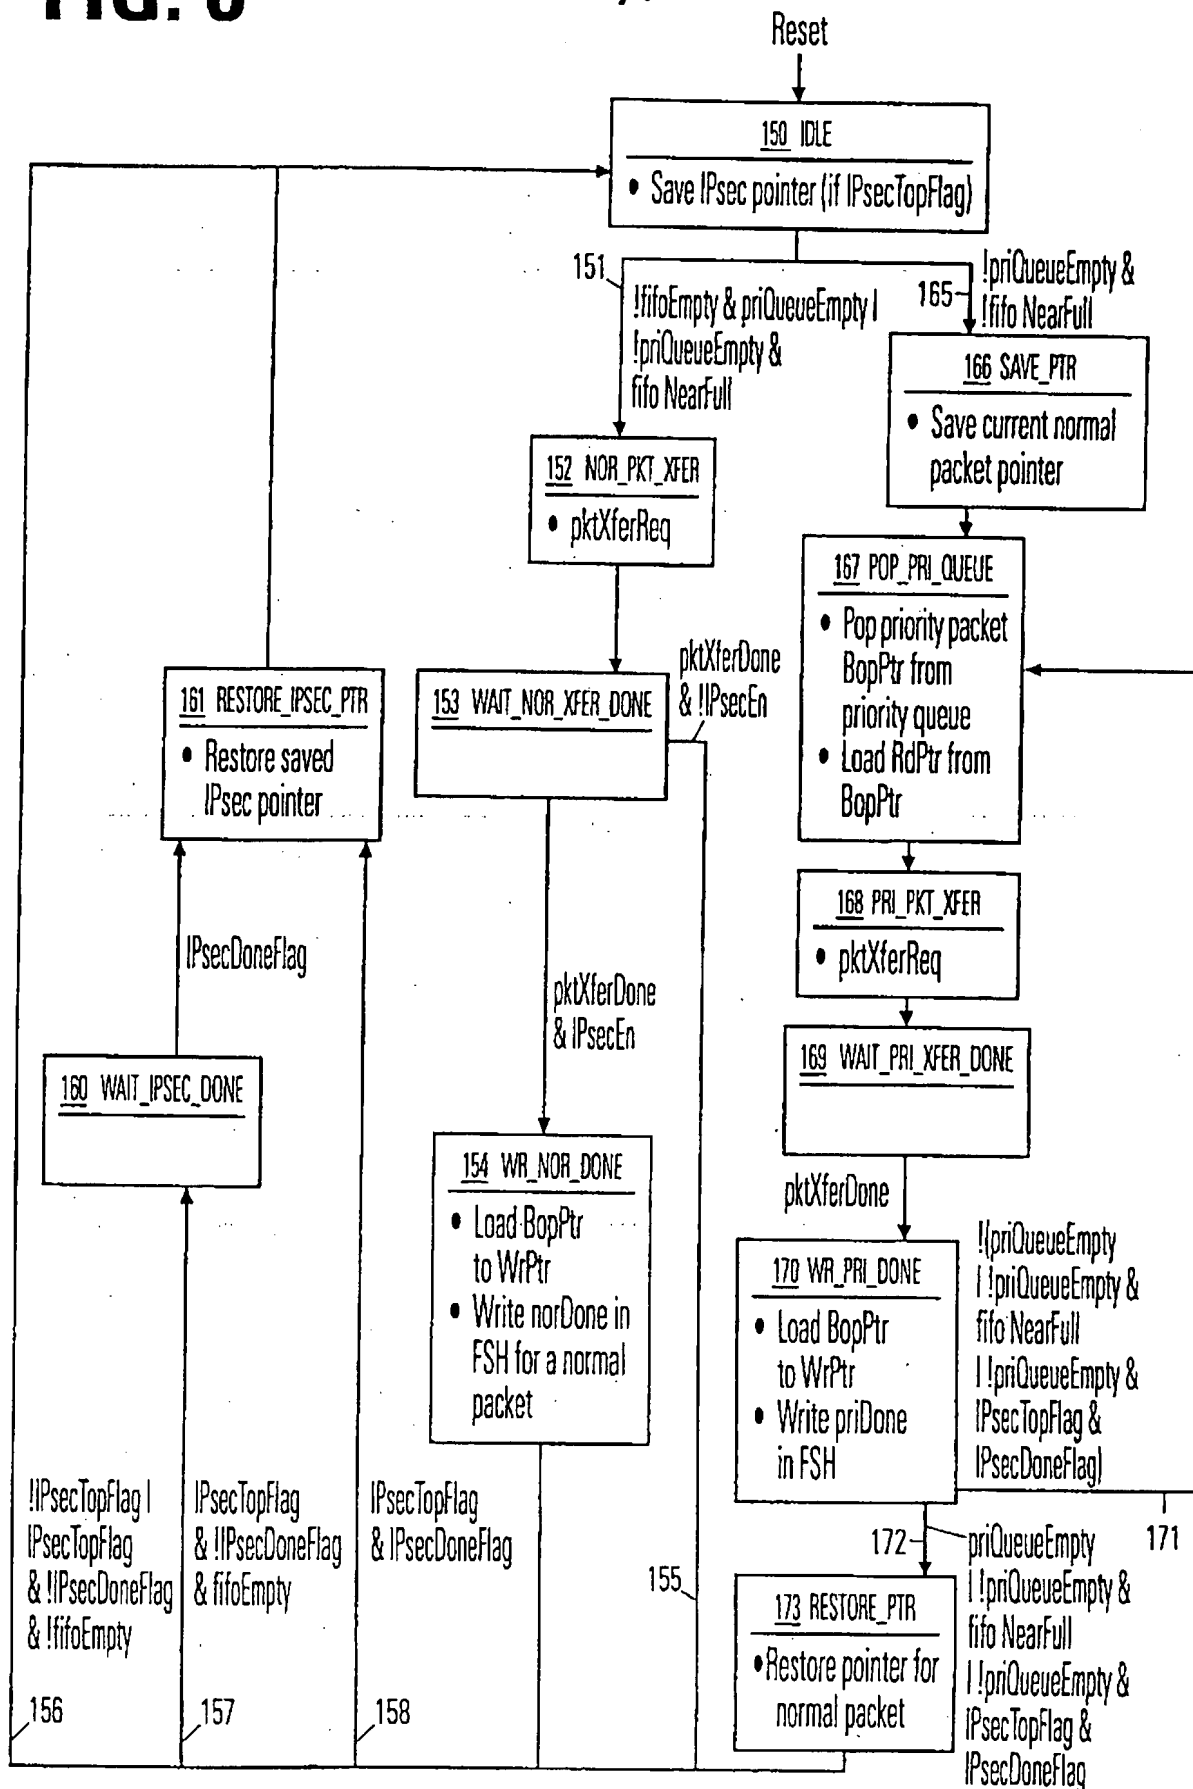 FIG. 6
Reset
150 IDLE
• Save IPsec pointer (if IPsecTopFlag)
151
!fifoEmpty & priQueueEmpty |
!priQueueEmpty &
fifo NearFull
165
!priQueueEmpty &
!fifo NearFull
166 SAVE_PTR
• Save current normal
packet pointer
152 NOR_PKT_XFER
• pktXferReq
167 POP_PRI_QUEUE
• Pop priority packet
BopPtr from
priority queue
• Load RdPtr from
BopPtr
161 RESTORE_IPSEC_PTR
• Restore saved
IPsec pointer
153 WAIT_NOR_XFER_DONE
pktXferDone
& !IPsecEn
168 PRI_PKT_XFER
• pktXferReq
IPsecDoneFlag
pktXferDone
& IPsecEn
160 WAIT_IPSEC_DONE
169 WAIT_PRI_XFER_DONE
pktXferDone
154 WR_NOR_DONE
• Load BopPtr
to WrPtr
• Write norDone in
FSH for a normal
packet
170 WR_PRI_DONE
• Load BopPtr
to WrPtr
• Write priDone
in FSH
!(priQueueEmpty
| !priQueueEmpty &
fifo NearFull
| !priQueueEmpty &
IPsecTopFlag &
IPsecDoneFlag)
171
!IPsecTopFlag |
IPsecTopFlag
& !IPsecDoneFlag
& !fifoEmpty
IPsecTopFlag
& !IPsecDoneFlag
& fifoEmpty
IPsecTopFlag
& IPsecDoneFlag
155
172
priQueueEmpty
| !priQueueEmpty &
fifo NearFull
| !priQueueEmpty &
IPsecTopFlag &
IPsecDoneFlag
173 RESTORE_PTR
• Restore pointer for
normal packet
156
157
158